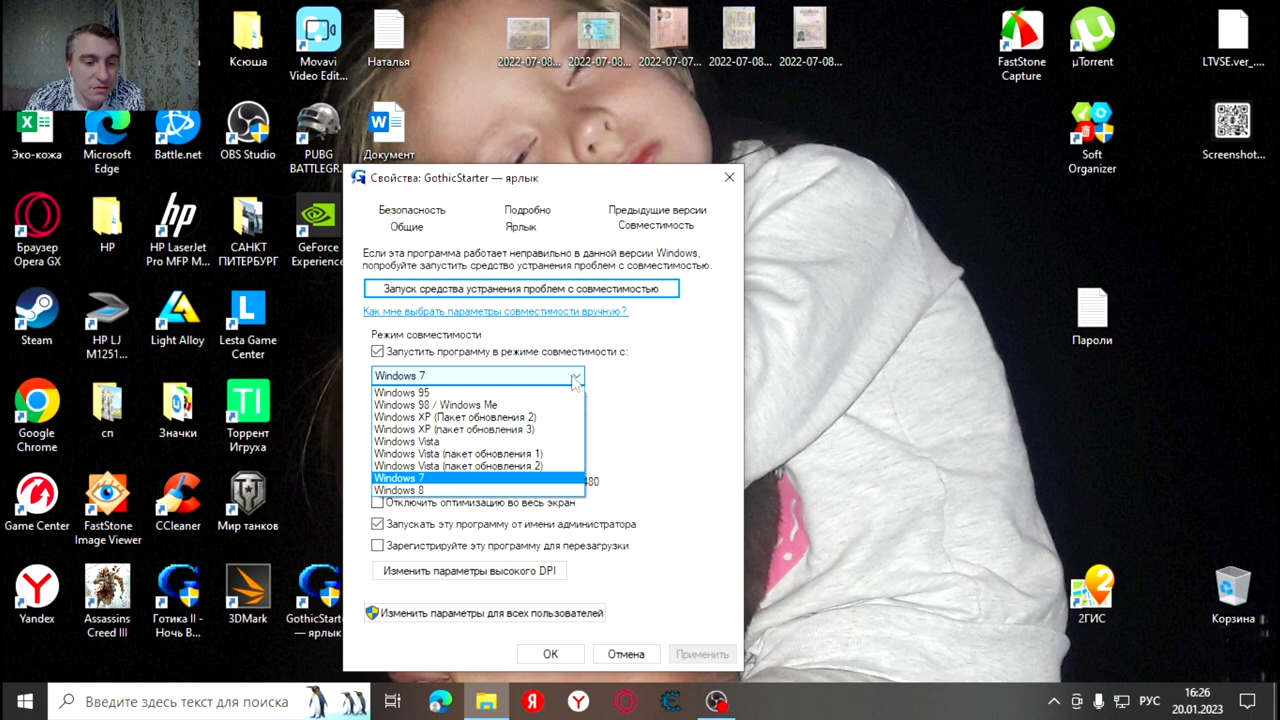 Ксюша
Movavi
Video Edit...
Наталья
2022-07-08...
2022-07-08...
2022-07-07...
2022-07-08...
2022-07-08...
FastStone
Capture
µTorrent
LTVSE.ver_....
Эко-кожа
Microsoft
Edge
Battle.net
OBS Studio
PUBG
BATTLEGR...
Документ
Soft
Organizer
Screenshot...
Браузер
Opera GX
HP
HP LaserJet
Pro MFP M...
САНКТ
ПИТЕРБУРГ
GeForce
Experience
Steam
HP LJ
M1251...
Light Alloy
Lesta Game
Center
Google
Chrome
сп
Значки
Торрент
Игруха
Game Center
FastStone
Image Viewer
CCleaner
Мир танков
Yandex
Assassins
Creed III
Готика II -
Ночь В...
3DMark
GothicStart
— ярлык
Свойства: GothicStarter — ярлык
Безопасность
Подробно
Предыдущие версии
Общие
Ярлык
Совместимость
Если эта программа работает неправильно в данной версии Windows,
попробуйте запустить средство устранения проблем с совместимостью.
Запуск средства устранения проблем с совместимостью
Как мне выбрать параметры совместимости вручную?
Режим совместимости
Запустить программу в режиме совместимости с:
Windows 7
Windows 95
Windows 98 / Windows Me
Windows XP (Пакет обновления 2)
Windows XP (пакет обновления 3)
Windows Vista
Windows Vista (пакет обновления 1)
Windows Vista (пакет обновления 2)
Windows 7
Windows 8
480
Отключить оптимизацию во весь экран
Запускать эту программу от имени администратора
Зарегистрируйте эту программу для перезагрузки
Изменить параметры высокого DPI
Изменить параметры для всех пользователей
OK
Отмена
Применить
Пароли
2ГИС
Корзина
Введите здесь текст для поиска
РУС
16:26
20.01.2023